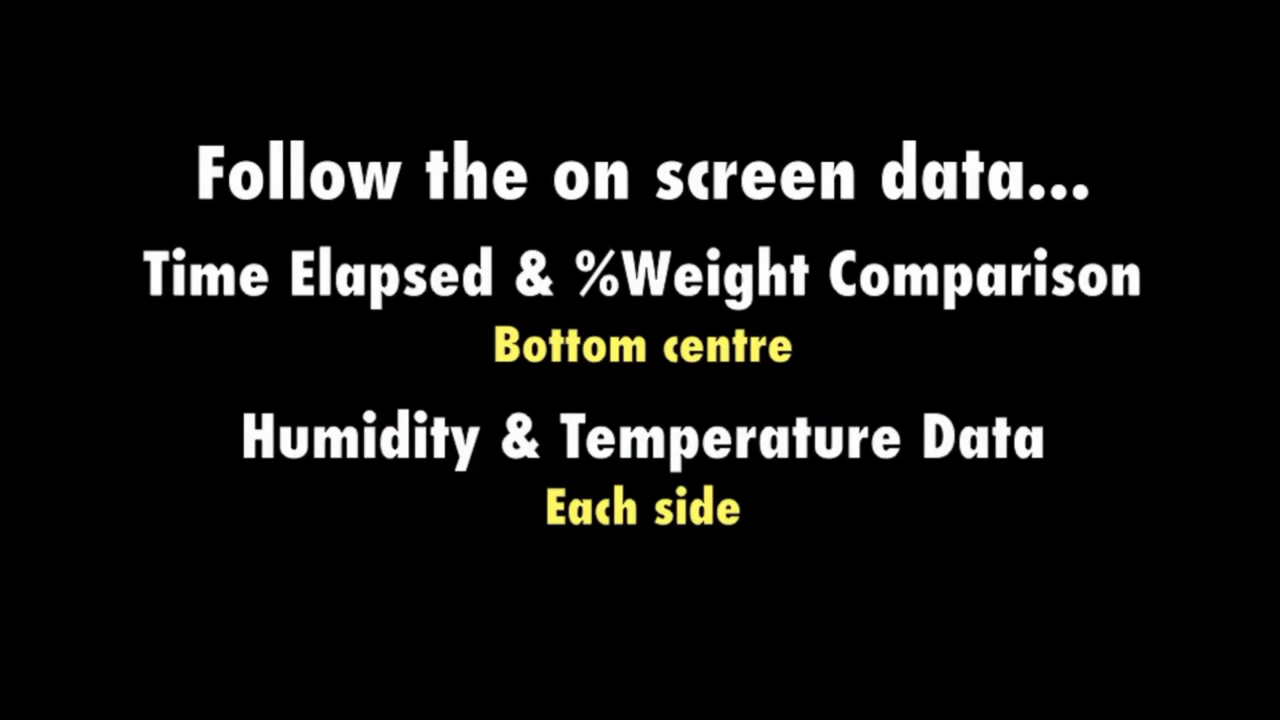 Follow the on screen data...
Time Elapsed & %Weight Comparison
Bottom centre
Humidity & Temperature Data
Each side